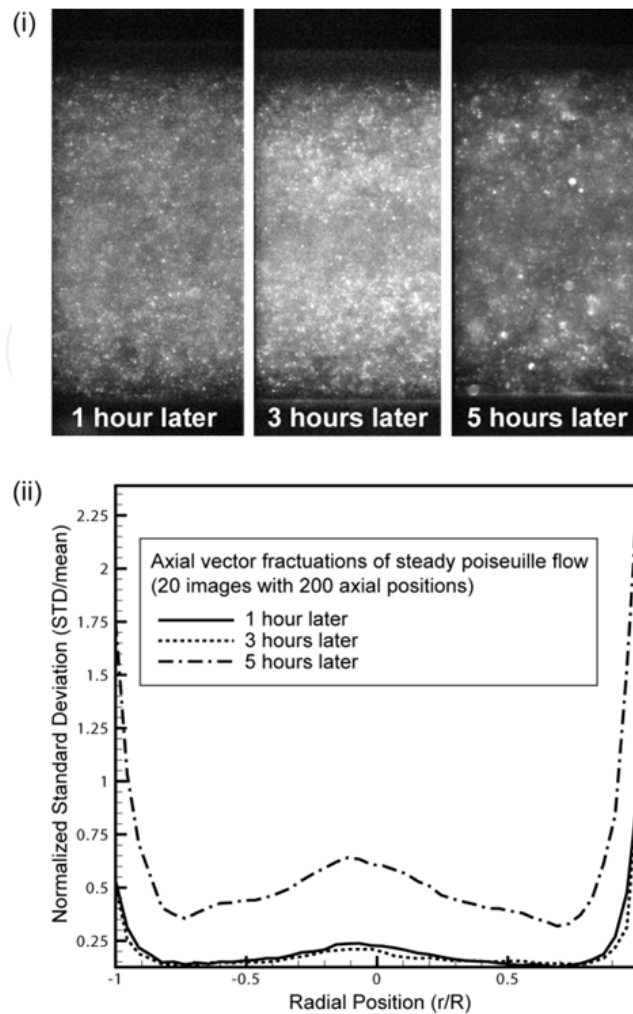 (i)
1 hour later
3 hours later
5 hours later
(ii)
Normalized Standard Deviation (STD/mean)
2.25
2
1.75
1.5
1.25
1
0.75
0.5
0.25
Axial vector fractuations of steady poiseuille flow
(20 images with 200 axial positions)
1 hour later
3 hours later
5 hours later
-1
-0.5
0
0.5
Radial Position (r/R)